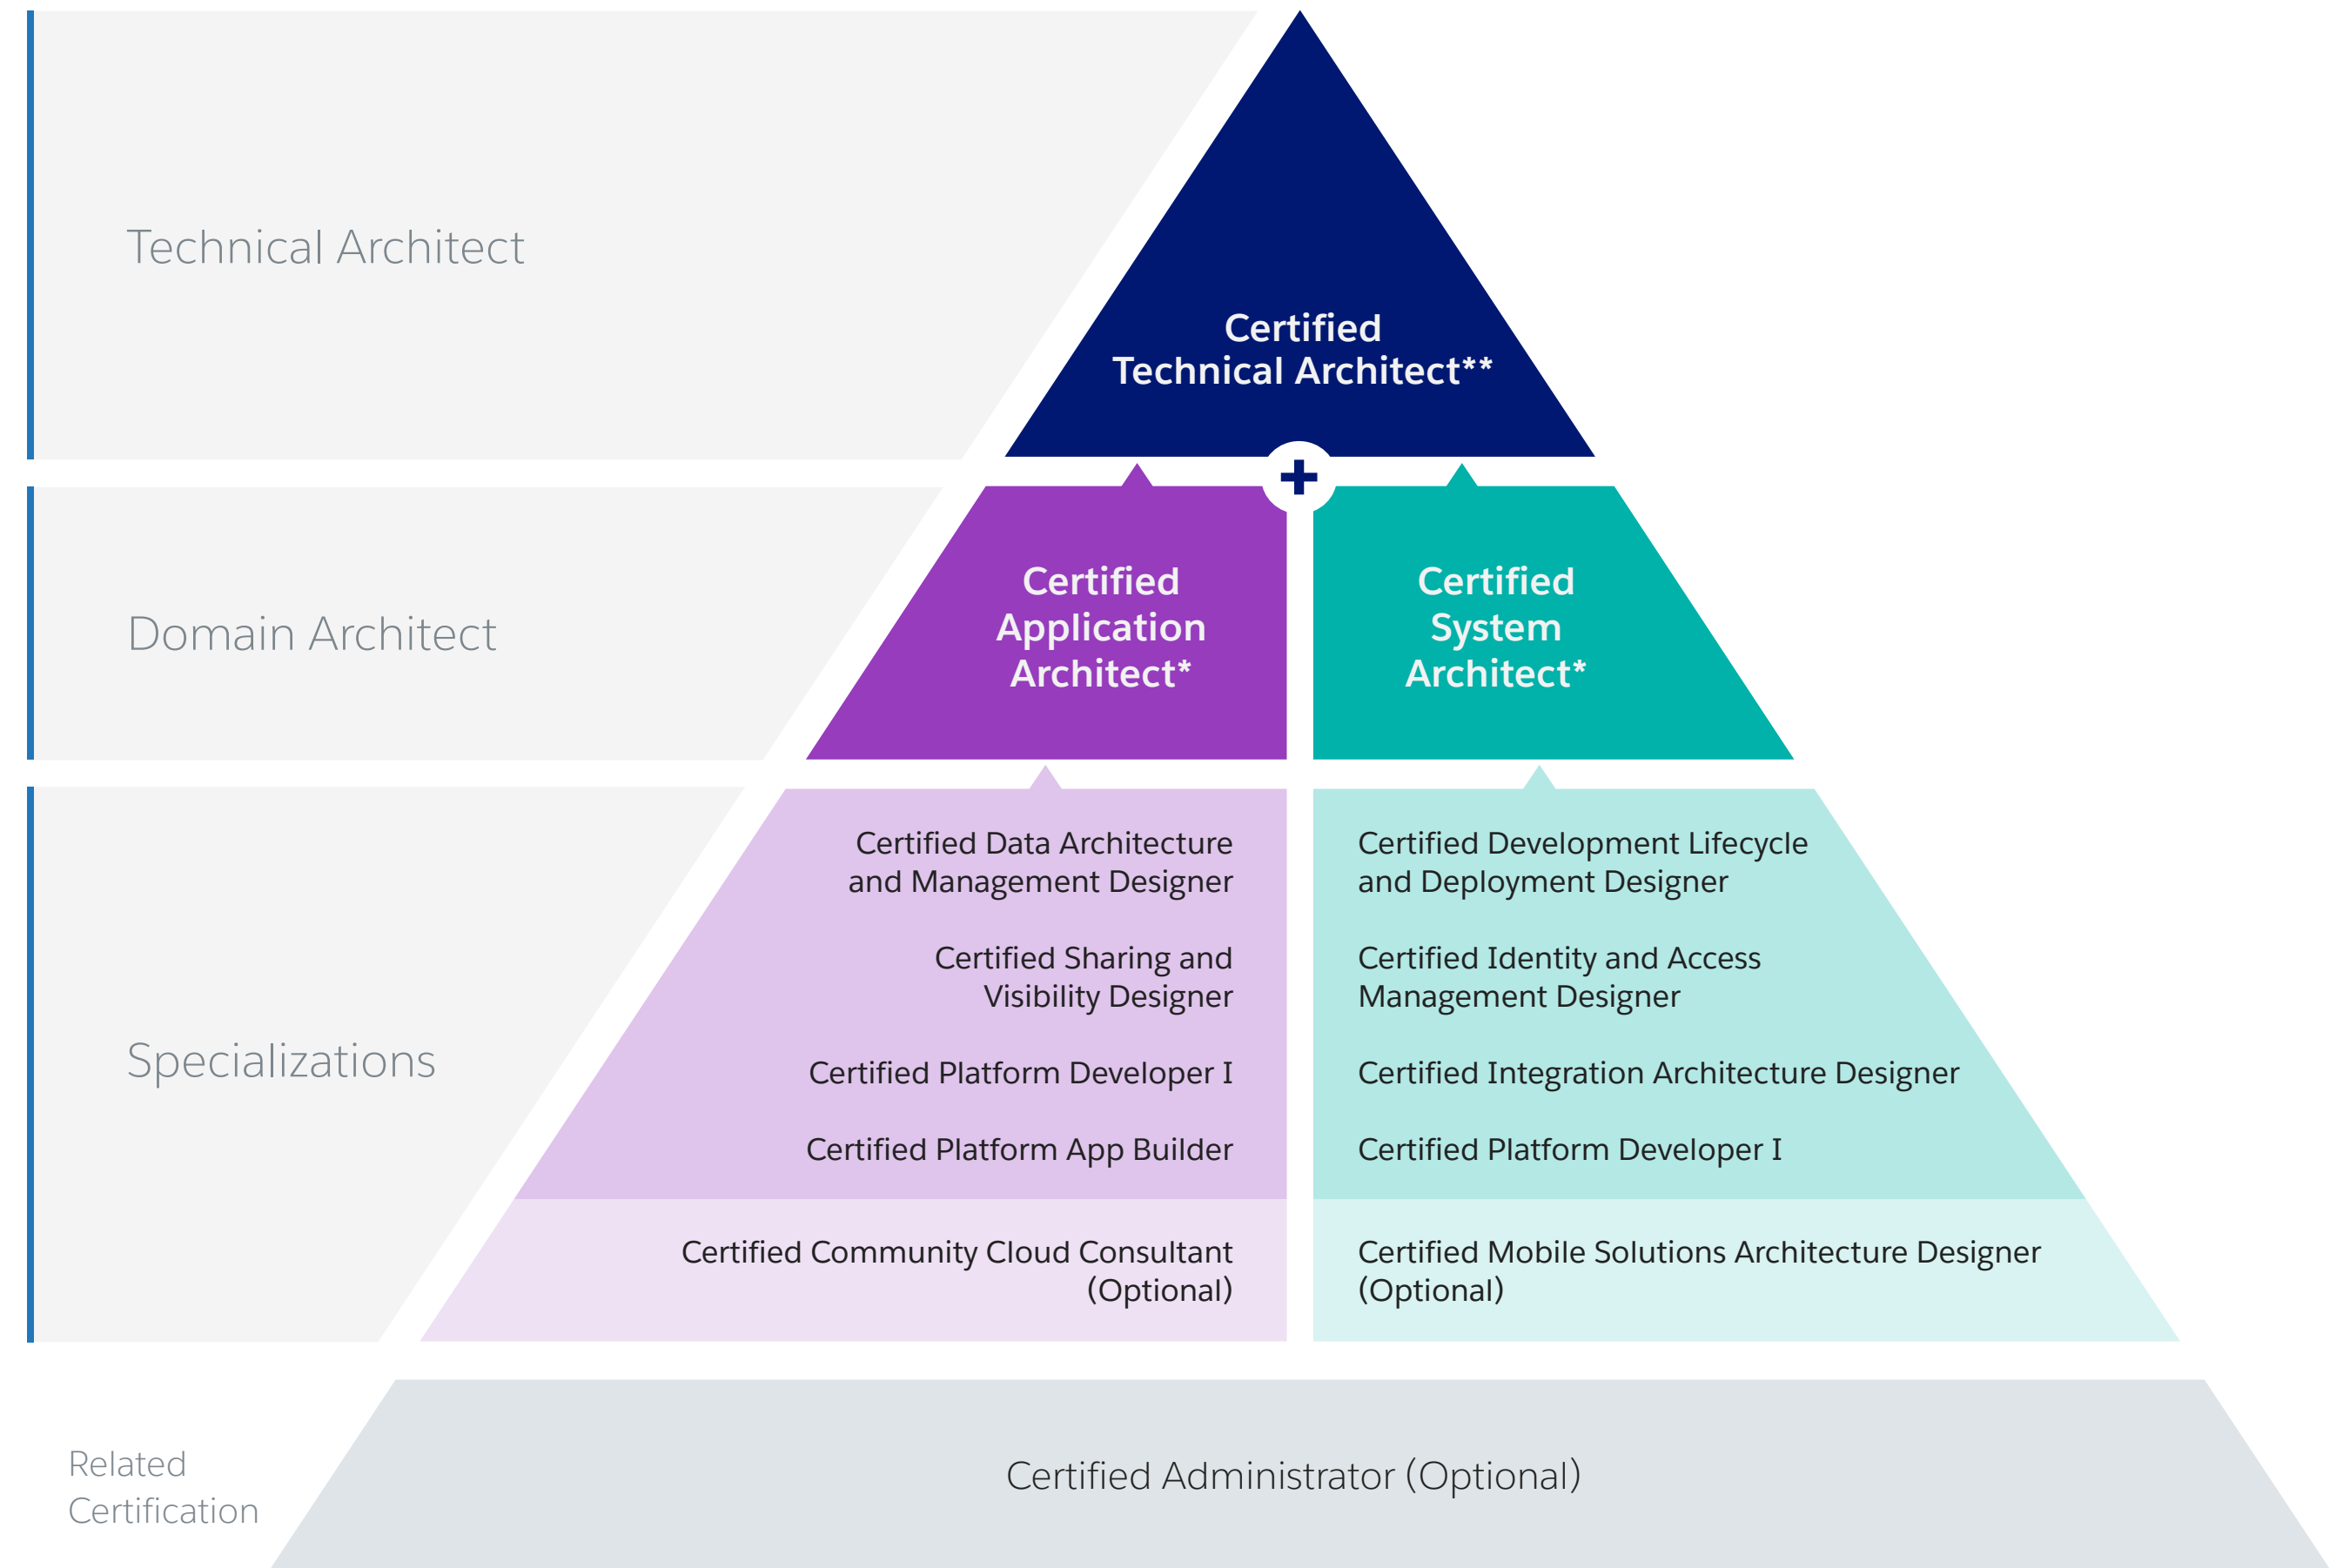 Technical Architect
Certified
Technical Architect**
+
Domain Architect
Certified
Application
Architect*
Certified
System
Architect*
Specializations
Certified Data Architecture
and Management Designer
Certified Sharing and
Visibility Designer
Certified Platform Developer I
Certified Platform App Builder
Certified Community Cloud Consultant
(Optional)
Certified Development Lifecycle
and Deployment Designer
Certified Identity and Access
Management Designer
Certified Integration Architecture Designer
Certified Platform Developer I
Certified Mobile Solutions Architecture Designer
(Optional)
Related
Certification
Certified Administrator (Optional)